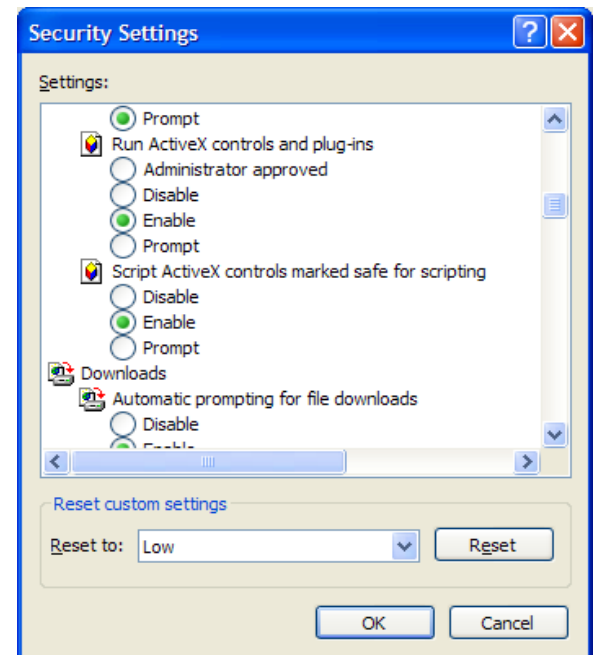 Security Settings
Settings:
Prompt
Run ActiveX controls and plug-ins
Administrator approved
Disable
Enable
Prompt
Script ActiveX controls marked safe for scripting
Disable
Enable
Prompt
Downloads
Automatic prompting for file downloads
Disable
Enable
Reset custom settings
Reset to: Low Reset
OK Cancel